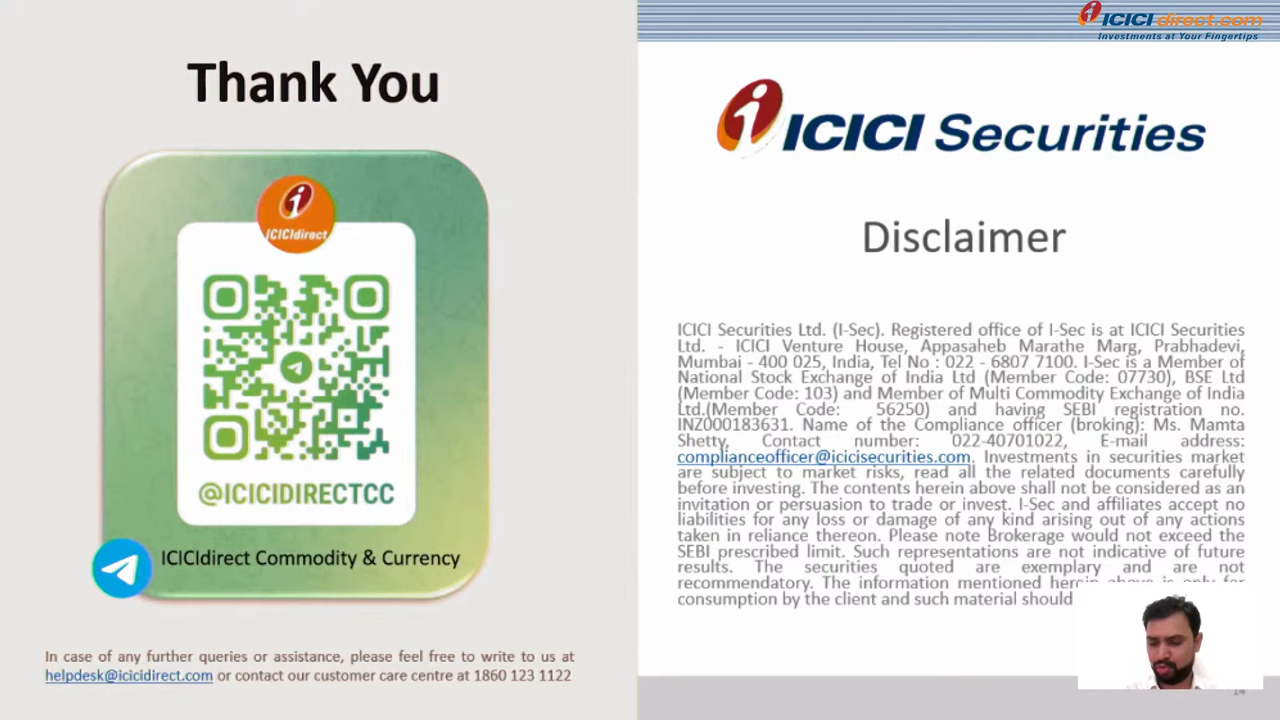 Thank You
ICICIdirect
@ICICIDIRECTCC
ICICIdirect Commodity & Currency
In case of any further queries or assistance, please feel free to write to us at
helpdesk@icicidirect.com or contact our customer care centre at 1860 123 1122
ICICI direct.com
Investments at Your Fingertips
ICICI Securities
Disclaimer
ICICI Securities Ltd. (I-Sec). Registered office of I-Sec is at ICICI Securities
Ltd. - ICICI Venture House, Appasaheb Marathe Marg, Prabhadevi,
Mumbai - 400 025, India, Tel No : 022 - 6807 7100. I-Sec is a Member of
National Stock Exchange of India Ltd (Member Code: 07730), BSE Ltd
(Member Code: 103) and Member of Multi Commodity Exchange of India
Ltd.(Member Code: 56250) and having SEBI registration no.
INZ000183631. Name of the Compliance officer (broking): Ms. Mamta
Shetty, Contact number: 022-40701022, E-mail address:
complianceofficer@icicisecurities.com. Investments in securities market
are subject to market risks, read all the related documents carefully
before investing. The contents herein above shall not be considered as an
invitation or persuasion to trade or invest. I-Sec and affiliates accept no
liabilities for any loss or damage of any kind arising out of any actions
taken in reliance thereon. Please note Brokerage would not exceed the
SEBI prescribed limit. Such representations are not indicative of future
results. The securities quoted are exemplary and are not
recommendatory. The information mentioned herein above is only for
consumption by the client and such material should